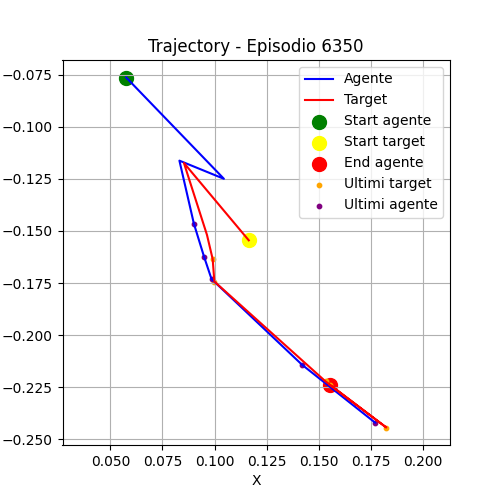 Trajectory - Episodio 6350
Agente
Target
Start agente
Start target
End agente
Ultimi target
Ultimi agente
−0.075
−0.100
−0.125
−0.150
−0.175
−0.200
−0.225
−0.250
0.050 0.075 0.100 0.125 0.150 0.175 0.200
X